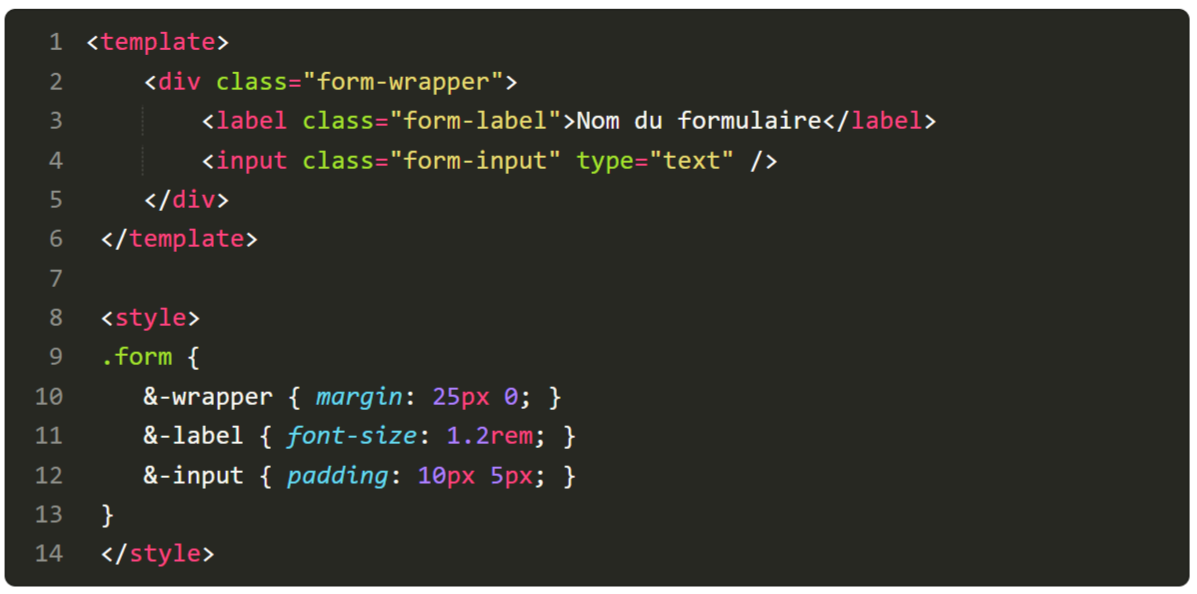 1 <template>
2 <div class="form-wrapper">
3 <label class="form-label">Nom du formulaire</label>
4 <input class="form-input" type="text" />
5 </div>
6 </template>
7
8 <style>
9 .form {
10 &-wrapper { margin: 25px 0; }
11 &-label { font-size: 1.2rem; }
12 &-input { padding: 10px 5px; }
13 }
14 </style>